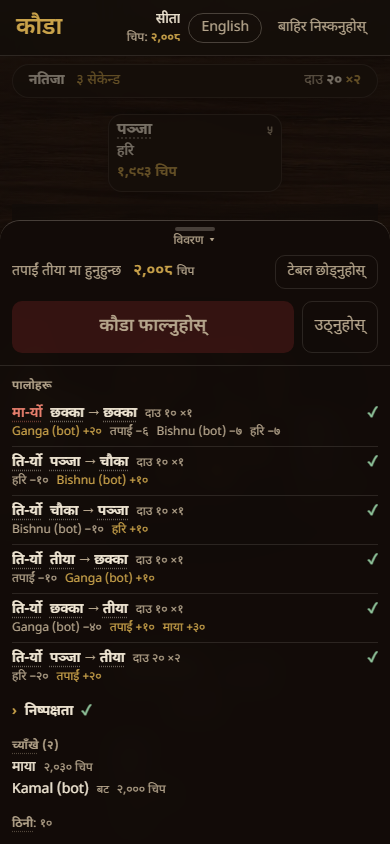 कौडा
सीता
चिप: २,००८
English
बाहिर निस्कनुहोस्
नतिजा ३ सेकेन्ड दाउ २० ×२
पञ्जा ५
हरि
१,९९३ चिप
विवरण ▾
तपाईं तीया मा हुनुहुन्छ २,००८ चिप
टेबल छोड्नुहोस्
कौडा फाल्नुहोस्
उठ्नुहोस्
पालोहरू
मा-र्यो छक्का → छक्का दाउ १० ×१ ✓
Ganga (bot) +२० तपाईं −६ Bishnu (bot) −७ हरि −७
ति-र्यो पञ्जा → चौका दाउ १० ×१ ✓
हरि −१० Bishnu (bot) +१०
ति-र्यो चौका → पञ्जा दाउ १० ×१ ✓
Bishnu (bot) −१० हरि +१०
ति-र्यो तीया → छक्का दाउ १० ×१ ✓
तपाईं −१० Ganga (bot) +१०
ति-र्यो छक्का → तीया दाउ १० ×१ ✓
Ganga (bot) −४० तपाईं +१० माया +३०
ति-र्यो पञ्जा → तीया दाउ २० ×२ ✓
हरि −२० तपाईं +२०
› निष्पक्षता ✓
च्याँखे (२)
माया २,०३० चिप
Kamal (bot) बट २,००० चिप
ठिनी: १०